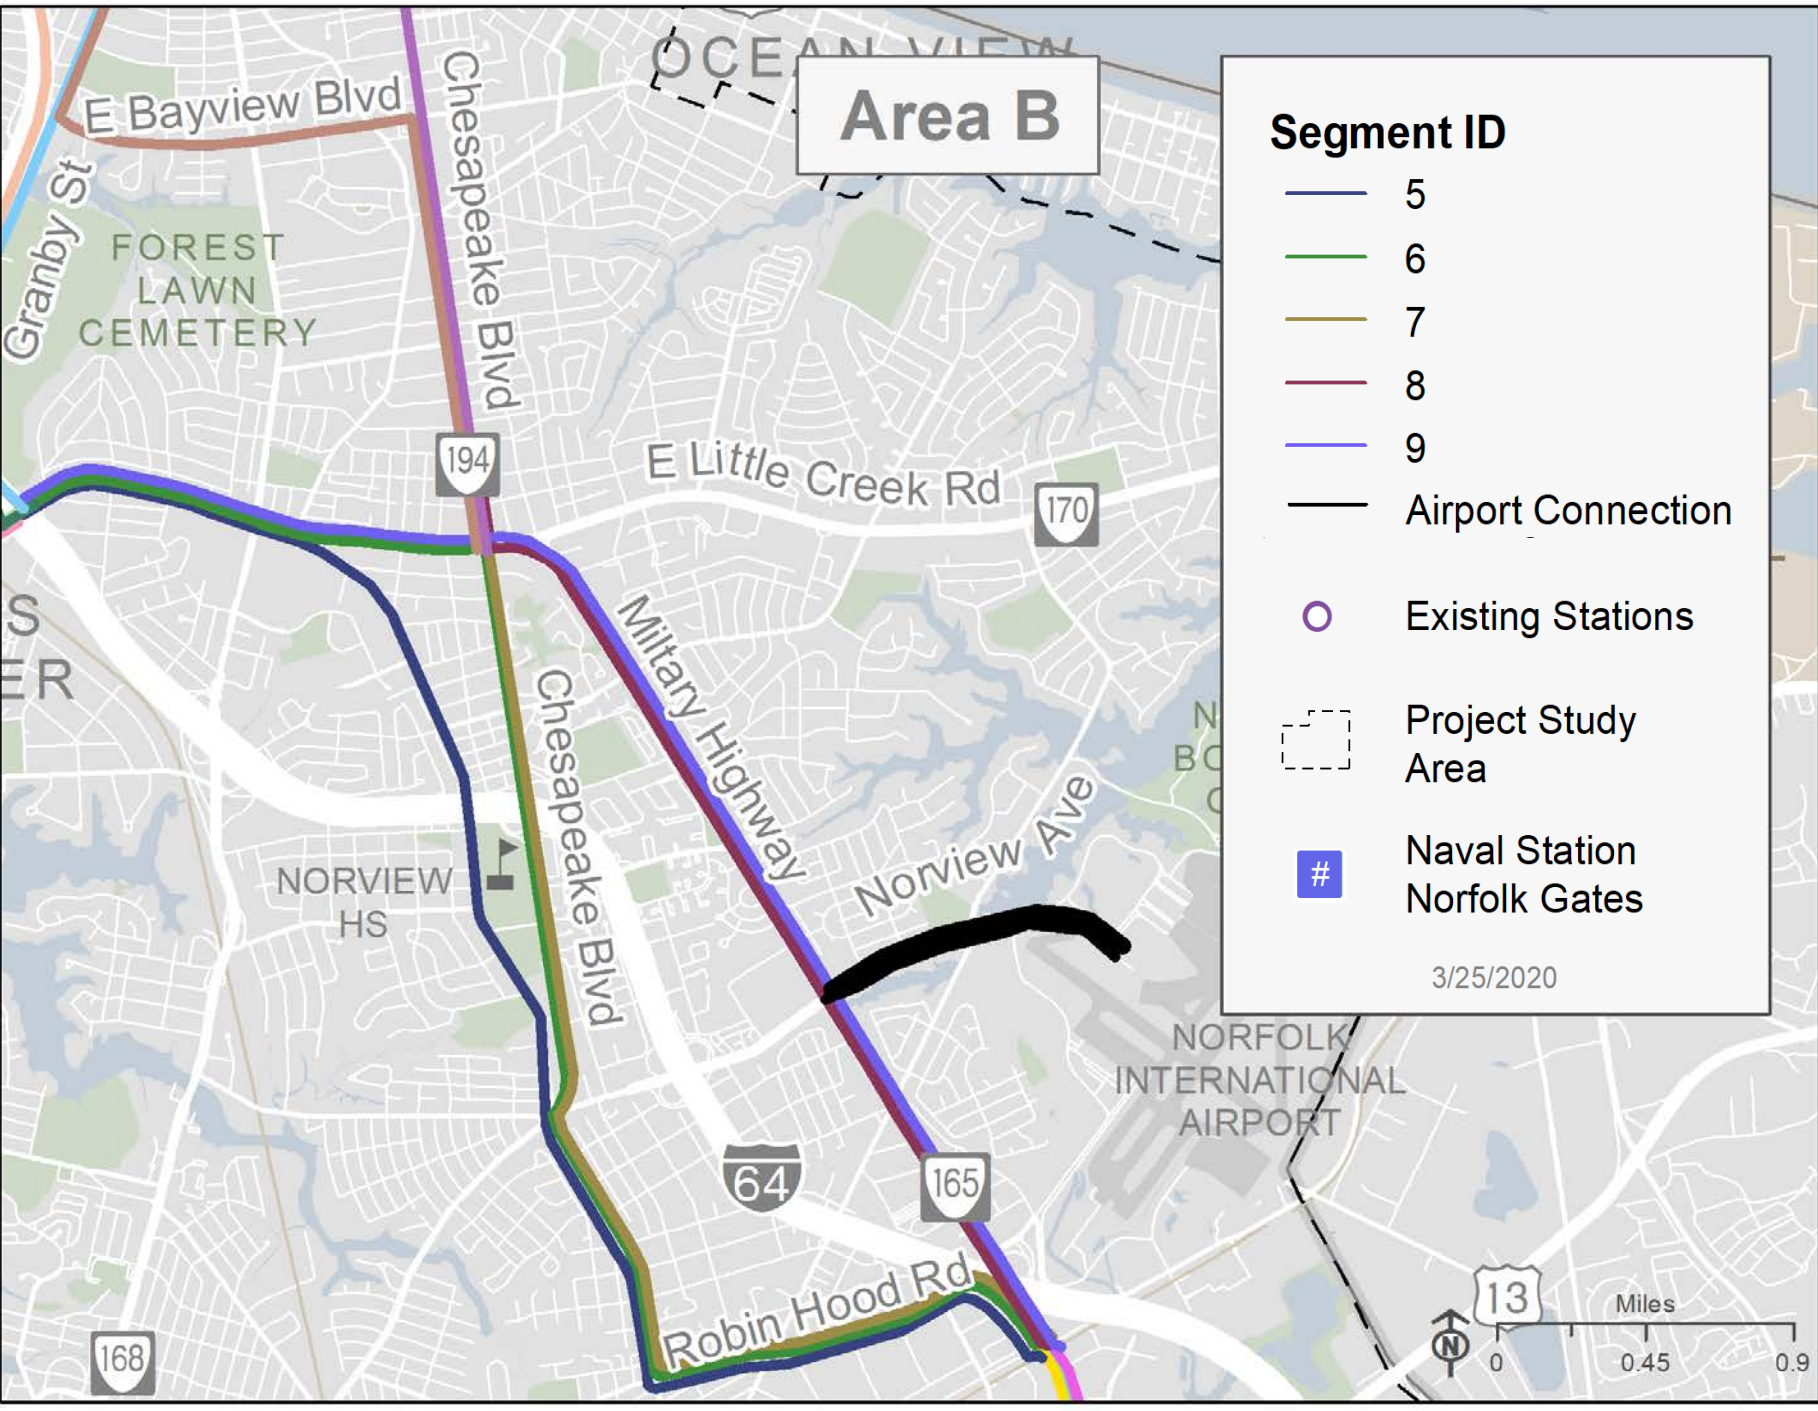 OCEAN VIEW
Area B
E Bayview Blvd
Chesapeake Blvd
Granby St
FOREST
LAWN
CEMETERY
194
E Little Creek Rd
170
Military Highway
Chesapeake Blvd
NORVIEW
HS
Norview Ave
NORFOLK
INTERNATIONAL
AIRPORT
64
165
Robin Hood Rd
168
13
S
ER
N
BO
Segment ID
5
6
7
8
9
Airport Connection
Existing Stations
Project Study
Area
#
Naval Station
Norfolk Gates
3/25/2020
N
Miles
0
0.45
0.9